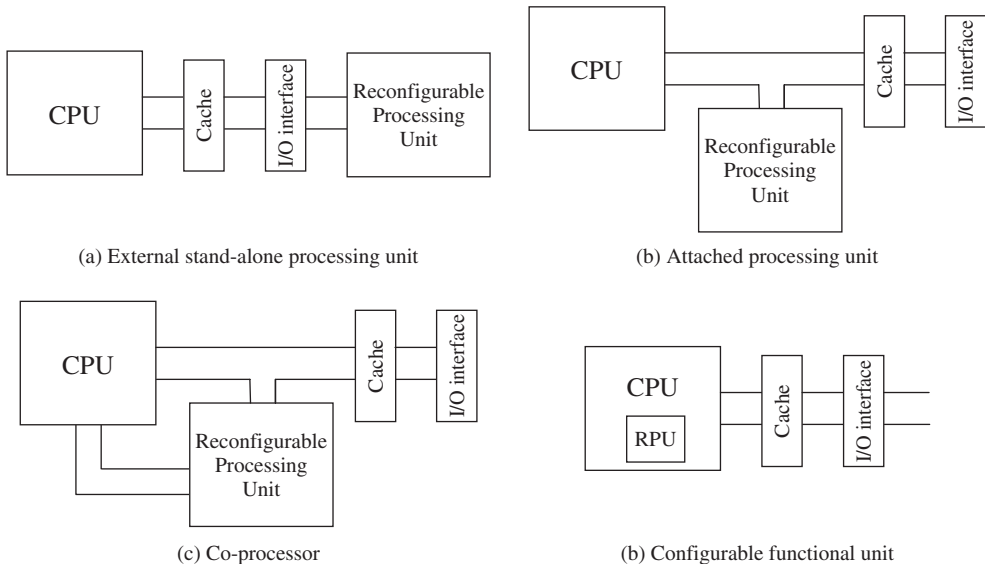 CPU
Cache
I/O interface
Reconfigurable
Processing
Unit
(a) External stand-alone processing unit
CPU
Reconfigurable
Processing
Unit
Cache
I/O interface
(b) Attached processing unit
CPU
Reconfigurable
Processing
Unit
Cache
I/O interface
(c) Co-processor
CPU
RPU
Cache
I/O interface
(b) Configurable functional unit